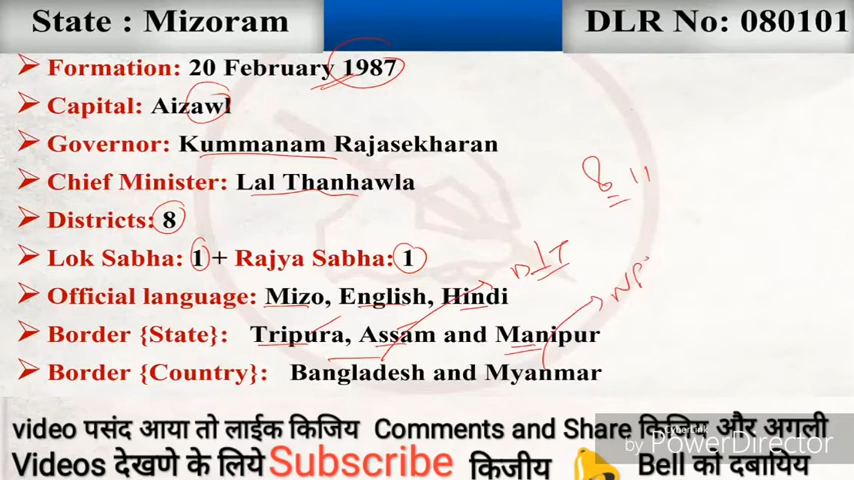 State : Mizoram
DLR No: 080101
Formation: 20 February 1987
Capital: Aizawl
Governor: Kummanam Rajasekharan
Chief Minister: Lal Thanhawla
8 11
Districts: 8
Lok Sabha: 1 + Rajya Sabha: 1
Official language: Mizo, English, Hindi
Border {State}: Tripura, Assam and Manipur
Border {Country}: Bangladesh and Myanmar
video पसंद आया तो लाईक किजिय Comments and Share किजिए और अगली
CyberLink
by PowerDirector
Videos देखणे के लिये Subscribe किजीय Bell को दबायिय